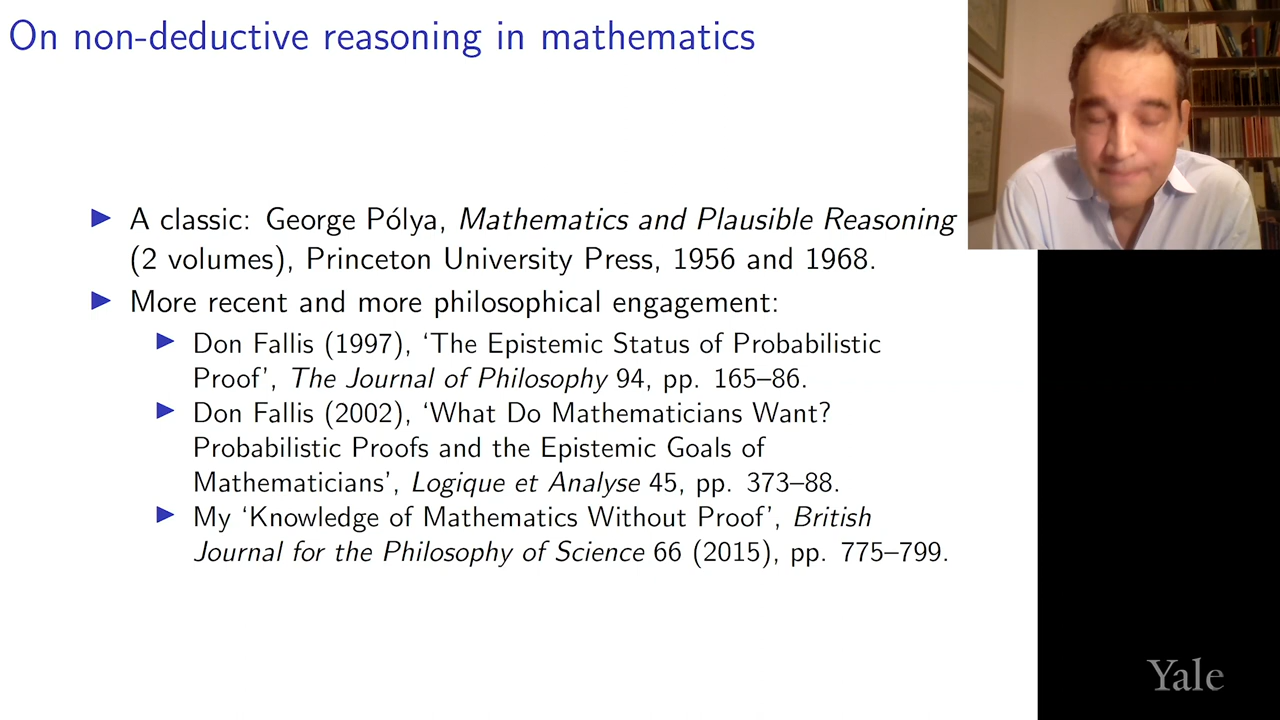 On non-deductive reasoning in mathematics
▶ A classic: George Pólya, Mathematics and Plausible Reasoning
(2 volumes), Princeton University Press, 1956 and 1968.
▶ More recent and more philosophical engagement:
▶ Don Fallis (1997), ‘The Epistemic Status of Probabilistic
Proof’, The Journal of Philosophy 94, pp. 165–86.
▶ Don Fallis (2002), ‘What Do Mathematicians Want?
Probabilistic Proofs and the Epistemic Goals of
Mathematicians’, Logique et Analyse 45, pp. 373–88.
▶ My ‘Knowledge of Mathematics Without Proof’, British
Journal for the Philosophy of Science 66 (2015), pp. 775–799.
Yale